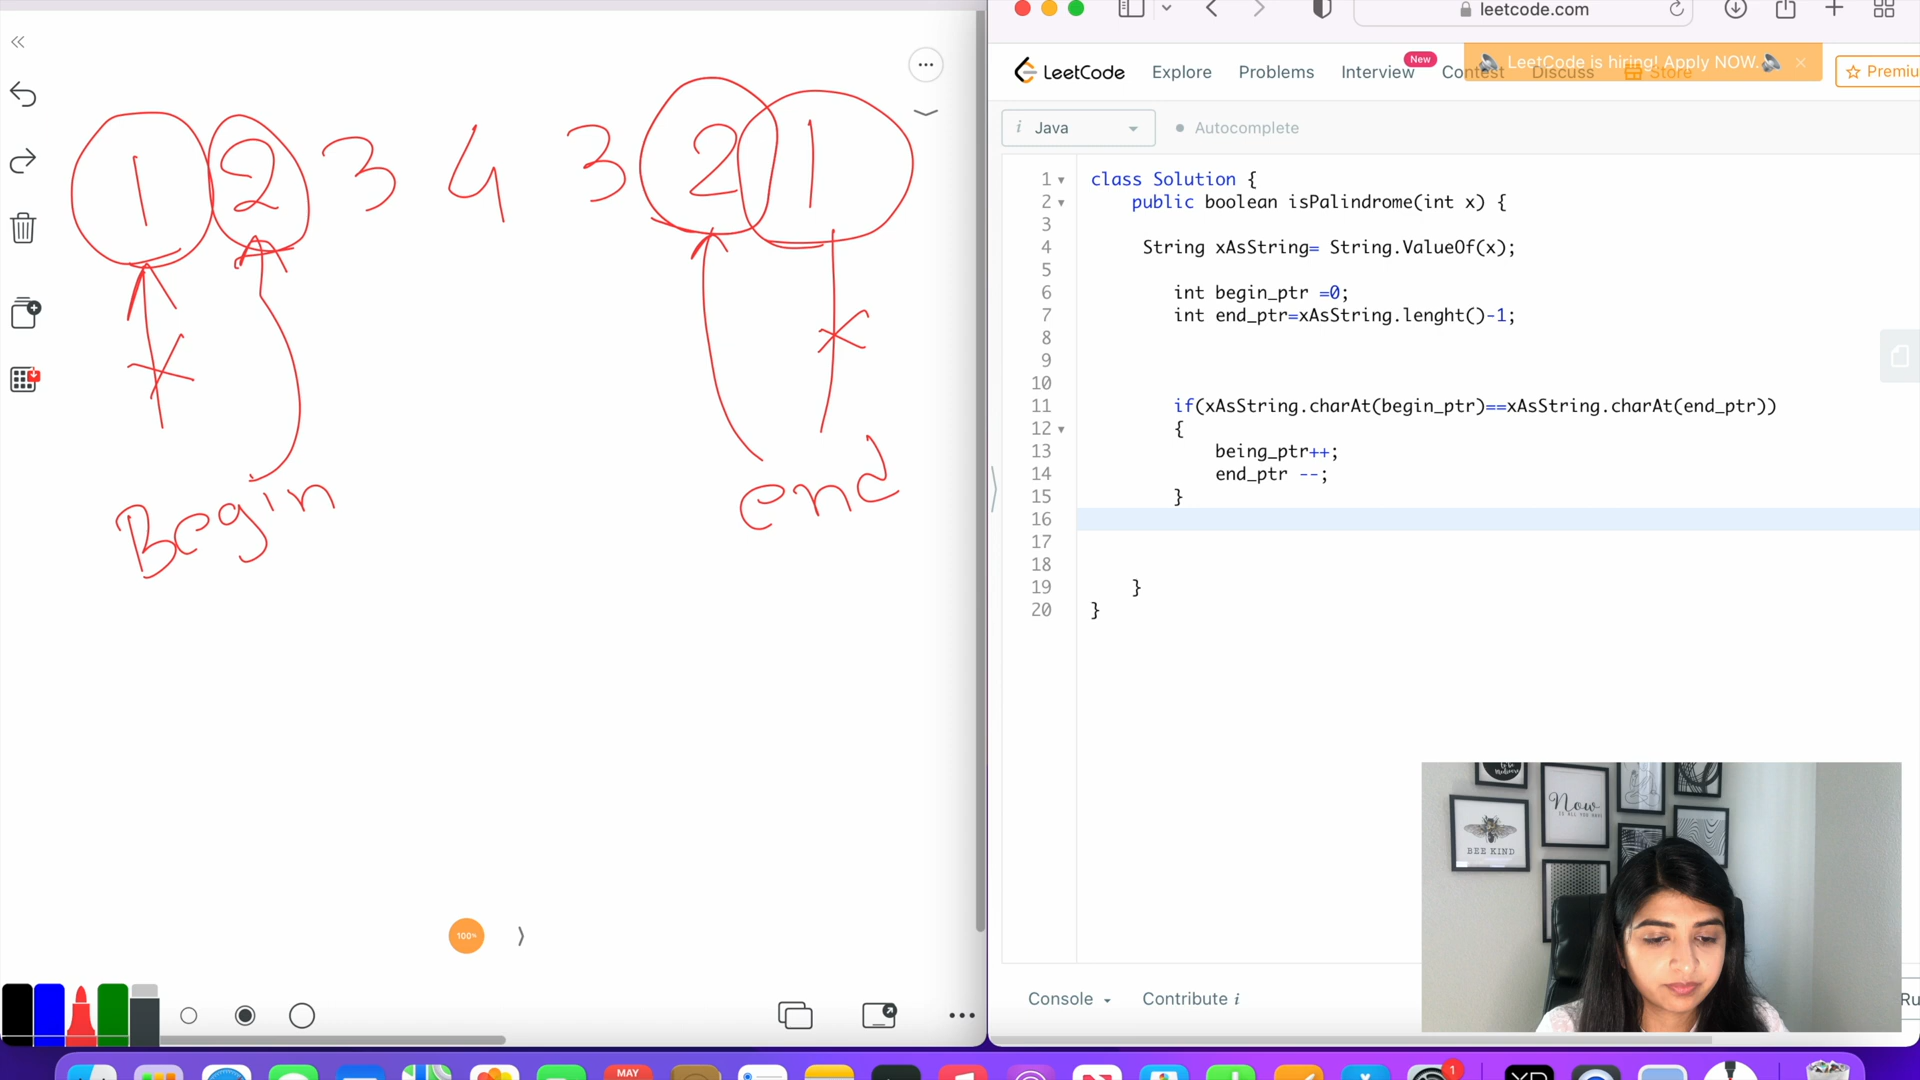 1 2 3 4 3 2 1
Begin
end
100%
leetcode.com
LeetCode
Explore
Problems
Interview
New
Contest
Discuss
Store
LeetCode is hiring! Apply NOW.
Premiu
i Java
Autocomplete
1 class Solution {
2 public boolean isPalindrome(int x) {
3
4 String xAsString= String.ValueOf(x);
5
6 int begin_ptr =0;
7 int end_ptr=xAsString.lenght()-1;
8
9
10
11 if(xAsString.charAt(begin_ptr)==xAsString.charAt(end_ptr))
12 {
13 being_ptr++;
14 end_ptr --;
15 }
16
17
18
19 }
20 }
BEE KIND
Now
Console
Contribute i
Ru
MAY
1